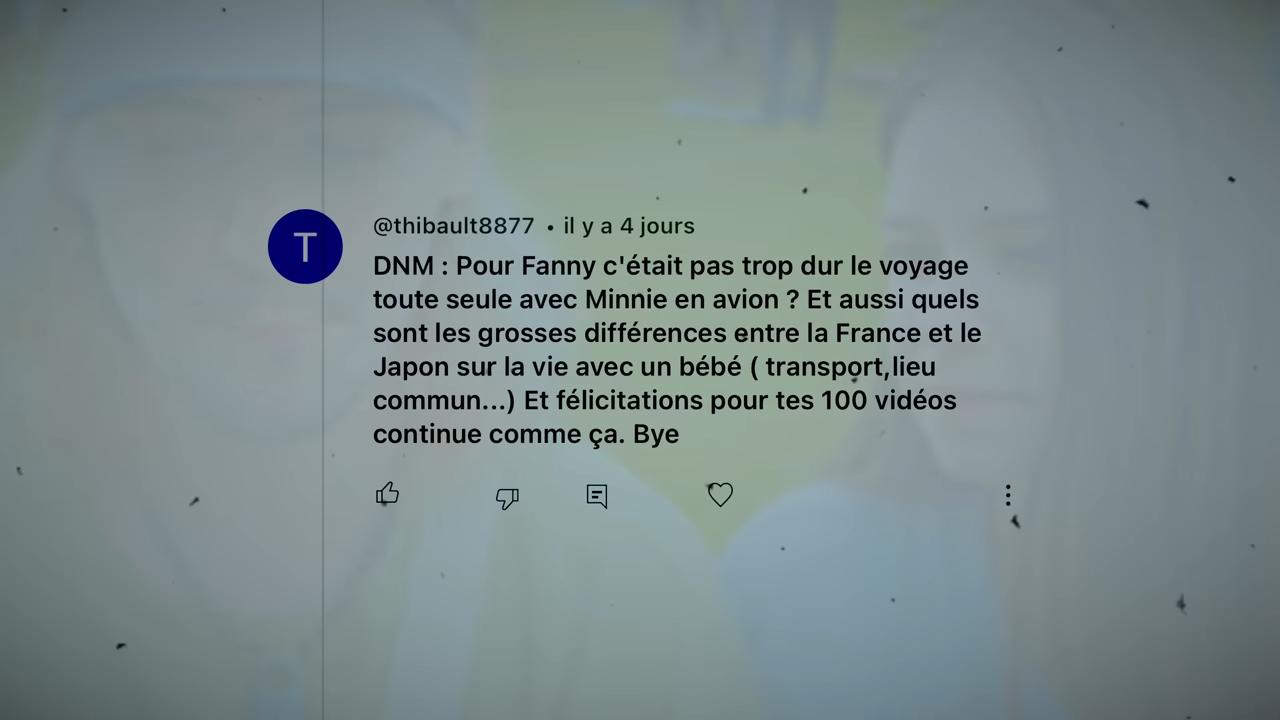 T
@thibault8877 • il y a 4 jours
DNM : Pour Fanny c'était pas trop dur le voyage
toute seule avec Minnie en avion ? Et aussi quels
sont les grosses différences entre la France et le
Japon sur la vie avec un bébé ( transport,lieu
commun...) Et félicitations pour tes 100 vidéos
continue comme ça. Bye